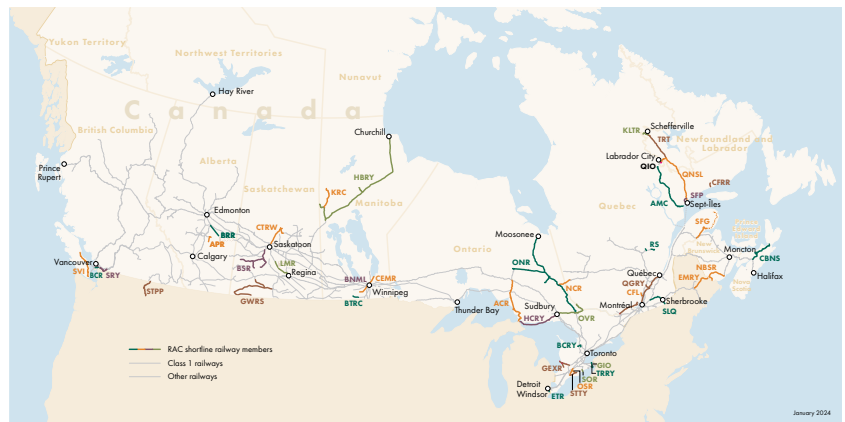 Yukon Territory
Northwest Territories
Nunavut
Hay River
Canada
British Columbia
Churchill
Schefferville
KLTR
TRT
Newfoundland and
Labrador
Labrador City
QIO
QNSL
CFRR
Prince
Rupert
Alberta
HBRY
Saskatchewan
KRC
Manitoba
SFP
AMC
Sept-Îles
Quebec
SFG
Edmonton
BRR
APR
CTRW
Saskatoon
Moosonee
Ontario
RS
New
Brunswick
Moncton
CBNS
Vancouver
SVI
BCR
SRY
Calgary
BSR
LMR
Regina
ONR
Québec
NBSR
EMRY
Halifax
STPP
GWRS
BNML
CEMR
Winnipeg
BTRC
Thunder Bay
ACR
NCR
Sudbury
HCRY
OVR
QGRY
CFL
Montréal
Sherbrooke
SLQ
RAC shortline railway members
Class 1 railways
Other railways
BCRY
Toronto
GEXR
GIO
TRRY
SOR
OSR
STTY
Detroit
Windsor
ETR
January 2024